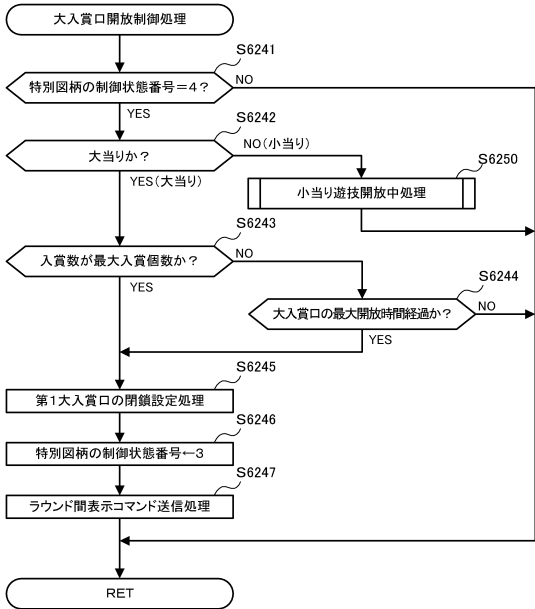 大入賞口開放制御処理
S6241
特別図柄の制御状態番号=4?
NO
YES
S6242
大当りか?
NO(小当り)
YES(大当り)
S6250
小当り遊技開放中処理
S6243
入賞数が最大入賞個数か?
NO
YES
S6244
大入賞口の最大開放時間経過か?
NO
YES
S6245
第1大入賞口の閉鎖設定処理
S6246
特別図柄の制御状態番号←3
S6247
ラウンド間表示コマンド送信処理
RET